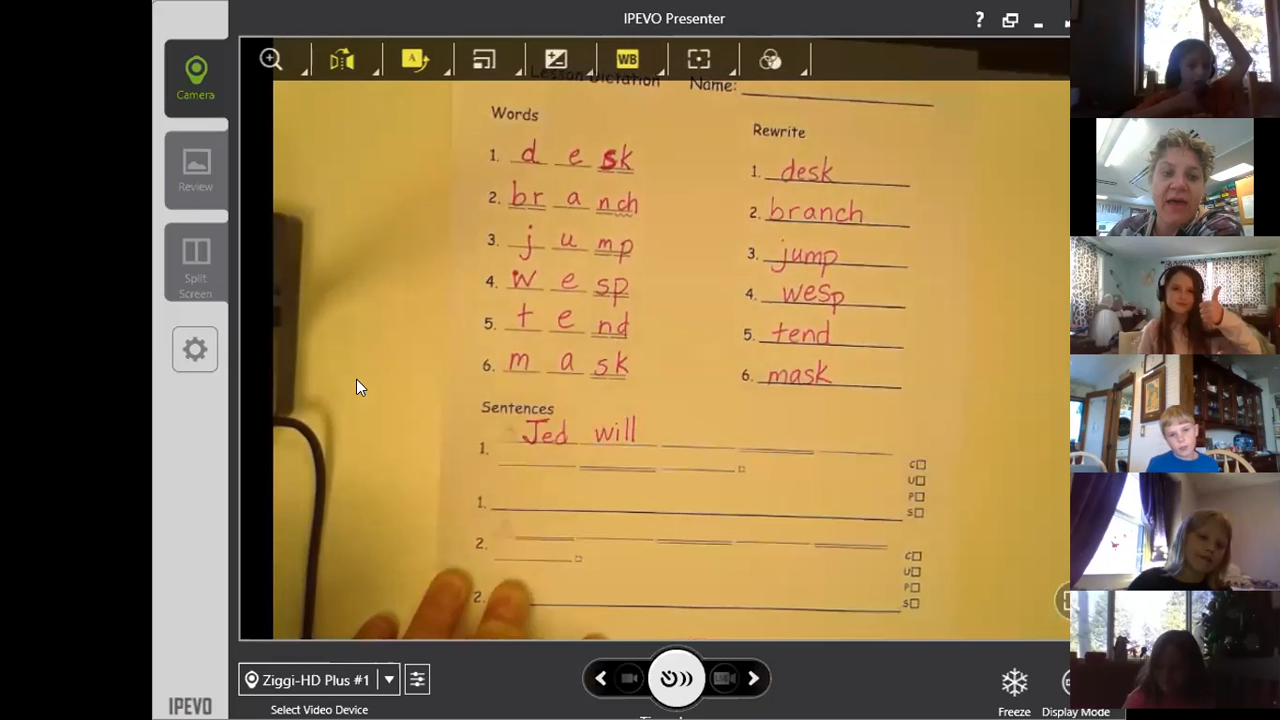 IPEVO Presenter
?
Camera
Review
Split
Screen
IPEVO
WB
Lesson Dictation Name:
Words
1. d e sk
2. br a nch
3. j u mp
4. w e sp
5. t e nd
6. m a sk
Rewrite
1. desk
2. branch
3. jump
4. wesp
5. tend
6. mask
Sentences
1. Jed will
C
U
P
S
1.
2.
C
U
P
S
2.
Ziggi-HD Plus #1
Select Video Device
Freeze
Display Mode